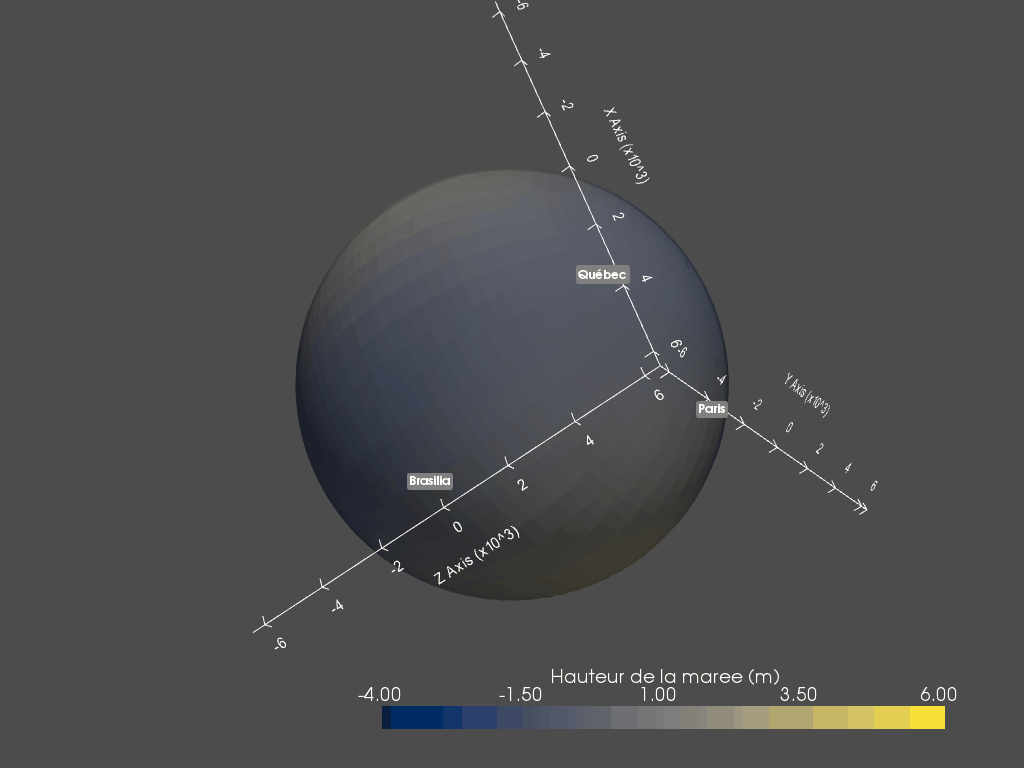 -6
-4
-2
X Axis (x10^3)
0
2
Québec
4
6
-6
-4
Y Axis (x10^3)
6
-2
Paris
0
4
2
4
Brasilia
2
6
0
Z Axis (x10^3)
-2
-4
-6
Hauteur de la maree (m)
-4.00 -1.50 1.00 3.50 6.00